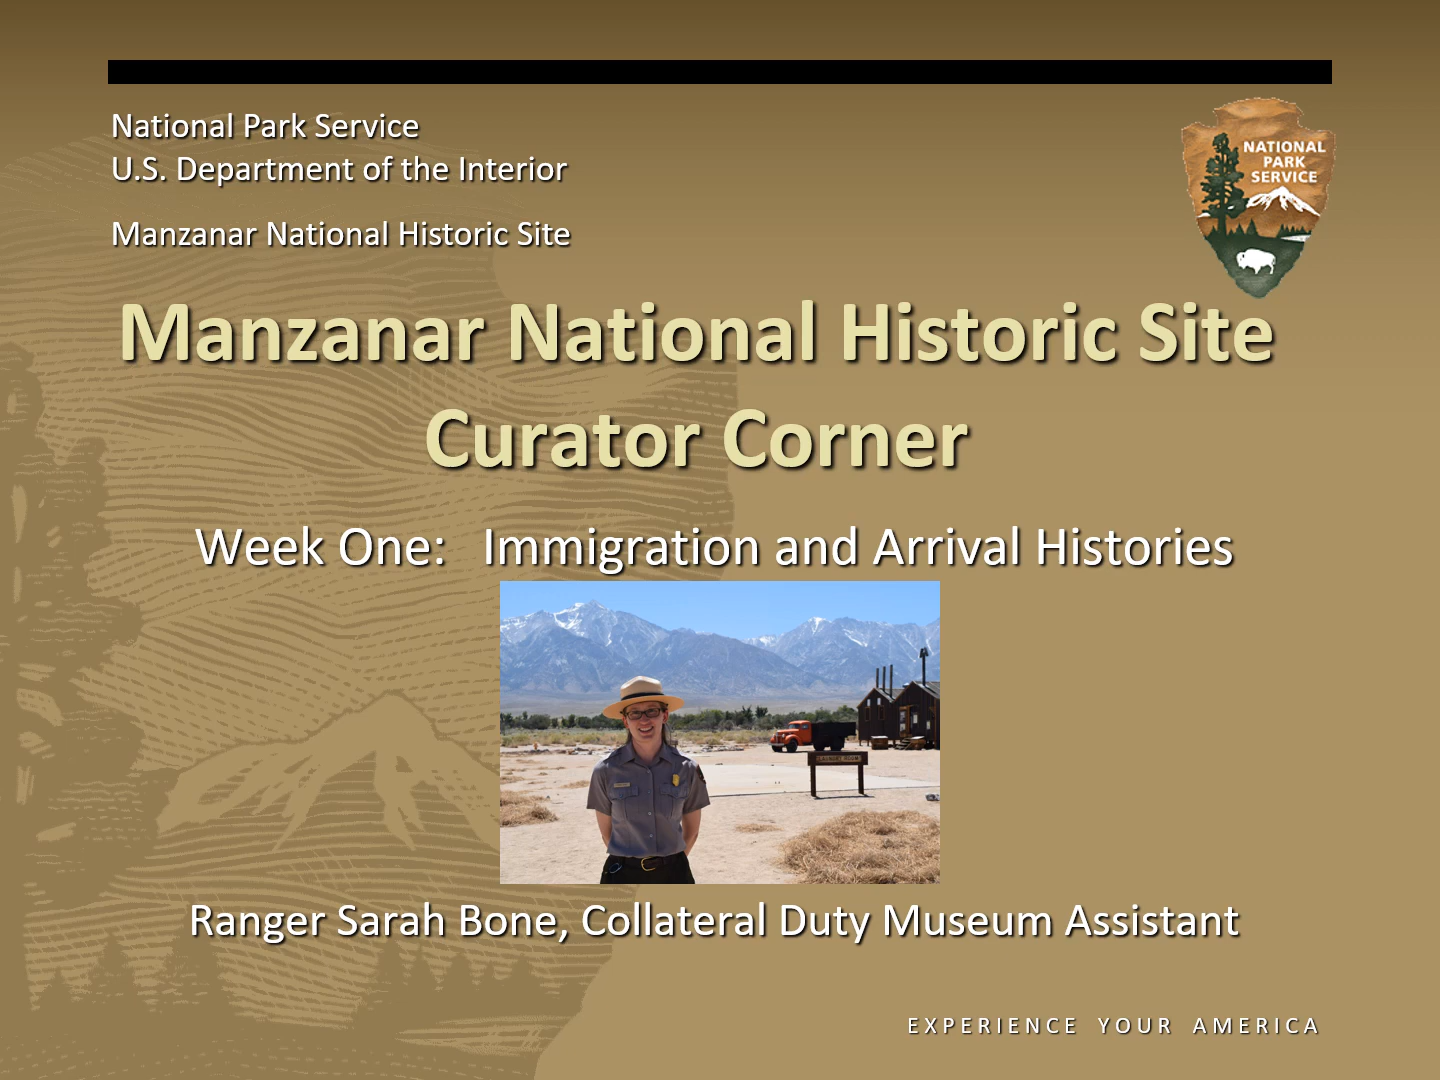 National Park Service
U.S. Department of the Interior
Manzanar National Historic Site
NATIONAL
PARK
SERVICE
Manzanar National Historic Site
Curator Corner
Week One: Immigration and Arrival Histories
Ranger Sarah Bone, Collateral Duty Museum Assistant
EXPERIENCE YOUR AMERICA